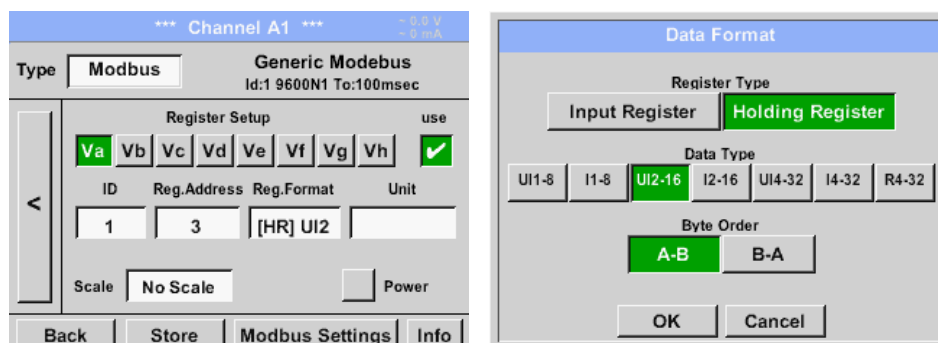 *** Channel A1 ***
~ 0.0 V
~ 0 mA
Type Modbus
Generic Modebus
Id:1 9600N1 To:100msec
Register Setup use
Va Vb Vc Vd Ve Vf Vg Vh ✔
<
ID Reg.Address Reg.Format Unit
1 3 [HR] UI2
Scale No Scale Power
Back Store Modbus Settings Info
Data Format
Register Type
Input Register Holding Register
Data Type
UI1-8 I1-8 UI2-16 I2-16 UI4-32 I4-32 R4-32
Byte Order
A-B B-A
OK Cancel